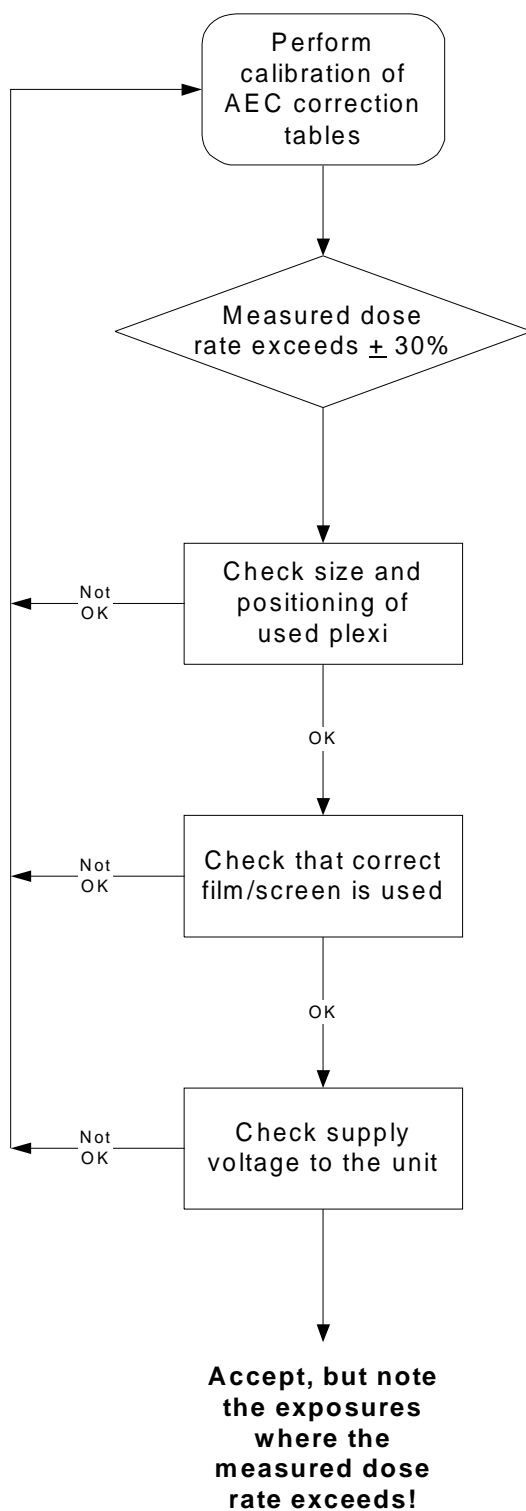 Perform
calibration of
AEC correction
tables
Measured dose
rate exceeds ± 30%
Check size and
positioning of
used plexi
Not
OK
OK
Check that correct
film/screen is used
Not
OK
OK
Check supply
voltage to the unit
Not
OK
Accept, but note
the exposures
where the
measured dose
rate exceeds!